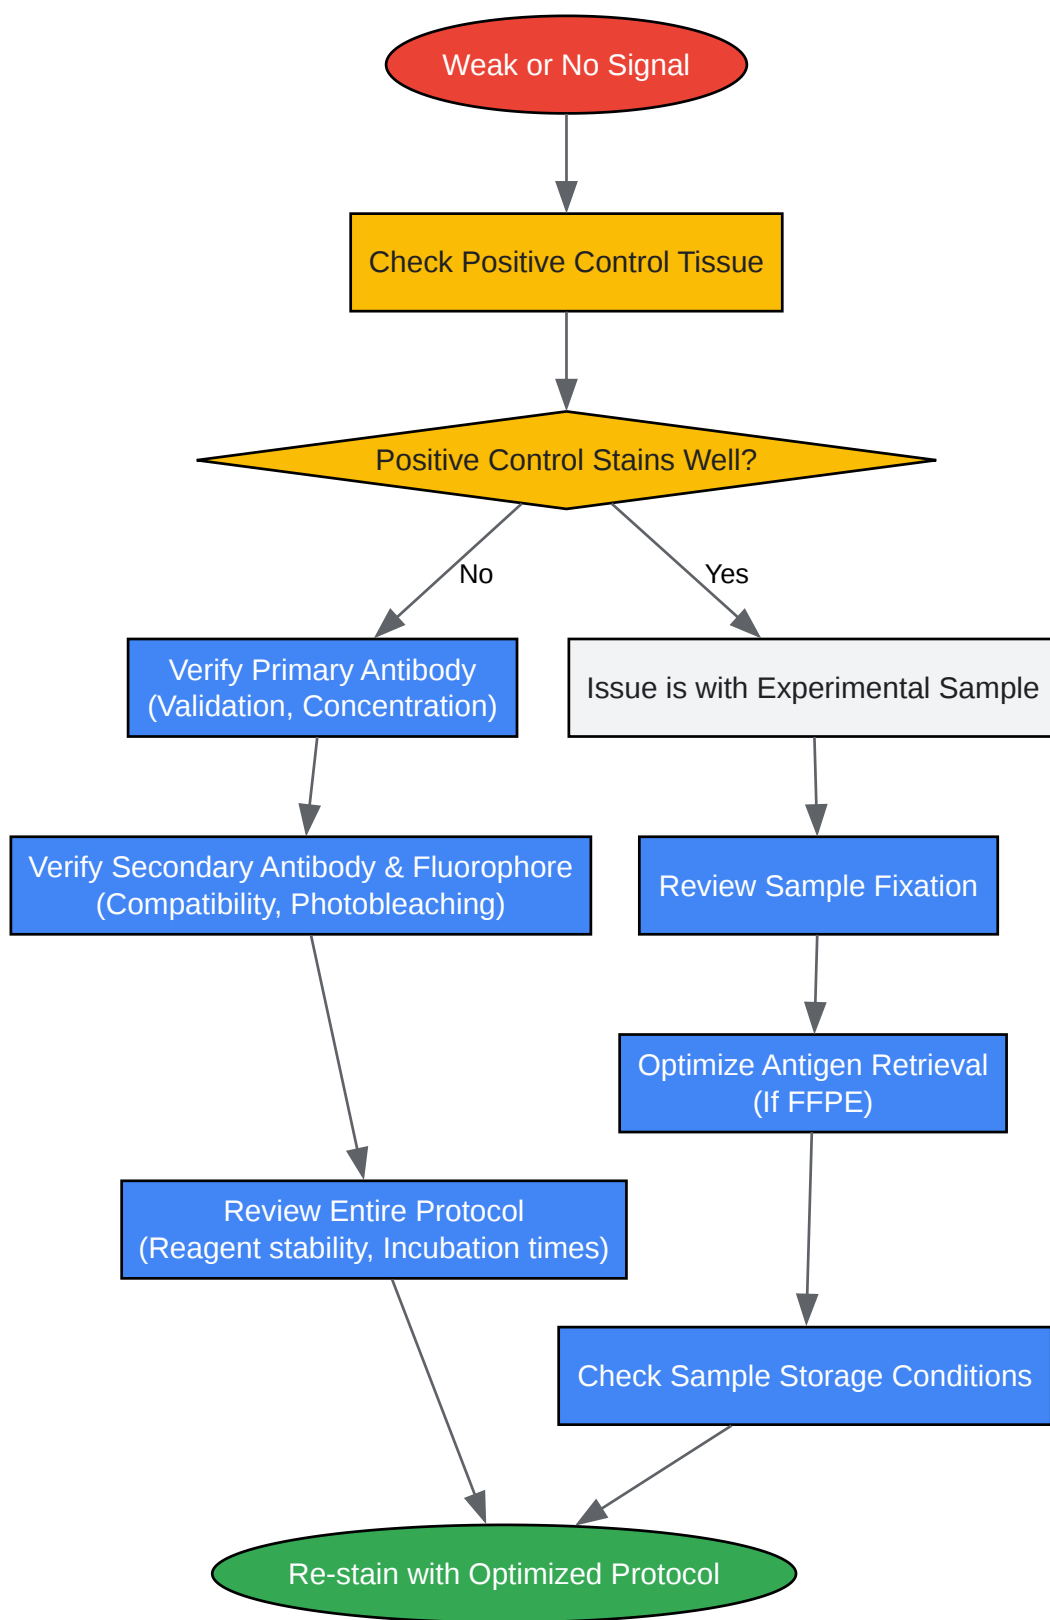 Weak or No Signal
Check Positive Control Tissue
Positive Control Stains Well?
No
Yes
Verify Primary Antibody
(Validation, Concentration)
Issue is with Experimental Sample
Verify Secondary Antibody & Fluorophore
(Compatibility, Photobleaching)
Review Sample Fixation
Optimize Antigen Retrieval
(If FFPE)
Review Entire Protocol
(Reagent stability, Incubation times)
Check Sample Storage Conditions
Re-stain with Optimized Protocol